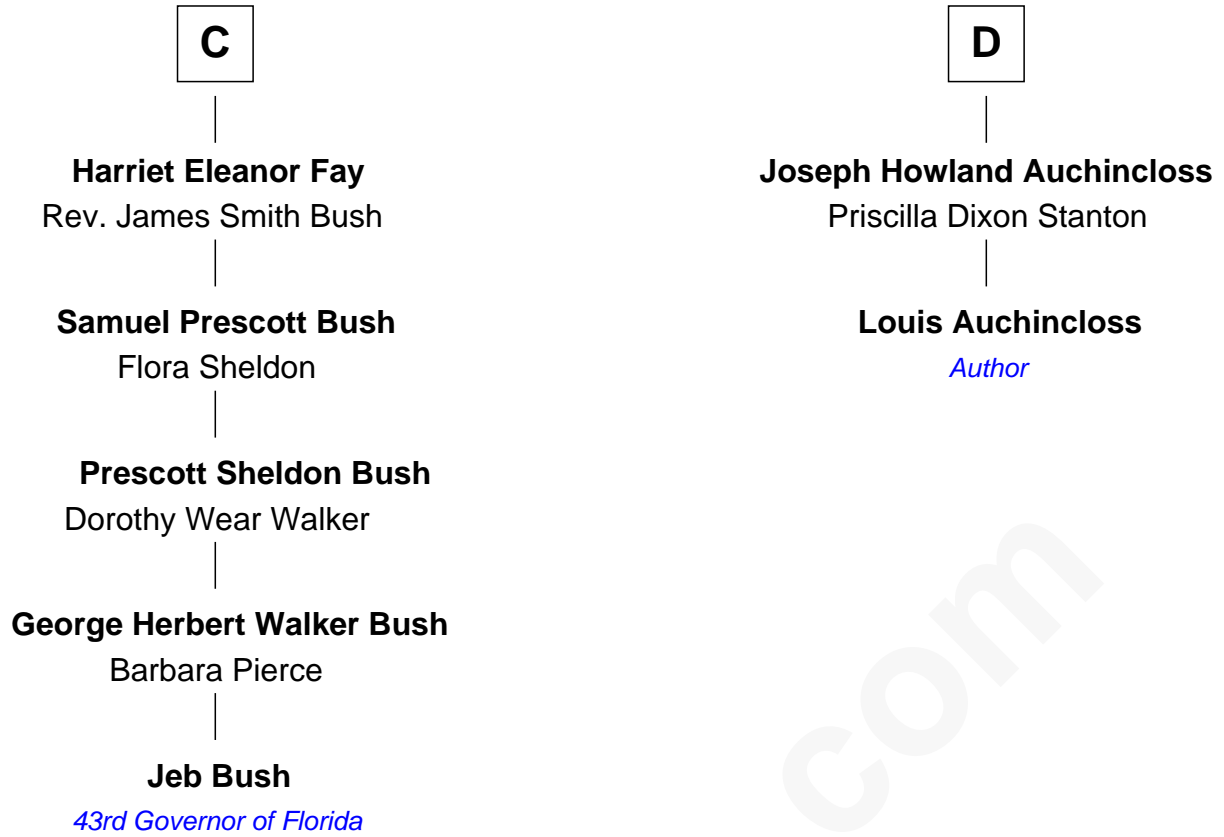 C
Harriet Eleanor Fay
Rev. James Smith Bush
Samuel Prescott Bush
Flora Sheldon
Prescott Sheldon Bush
Dorothy Wear Walker
George Herbert Walker Bush
Barbara Pierce
Jeb Bush
43rd Governor of Florida
D
Joseph Howland Auchincloss
Priscilla Dixon Stanton
Louis Auchincloss
Author
com